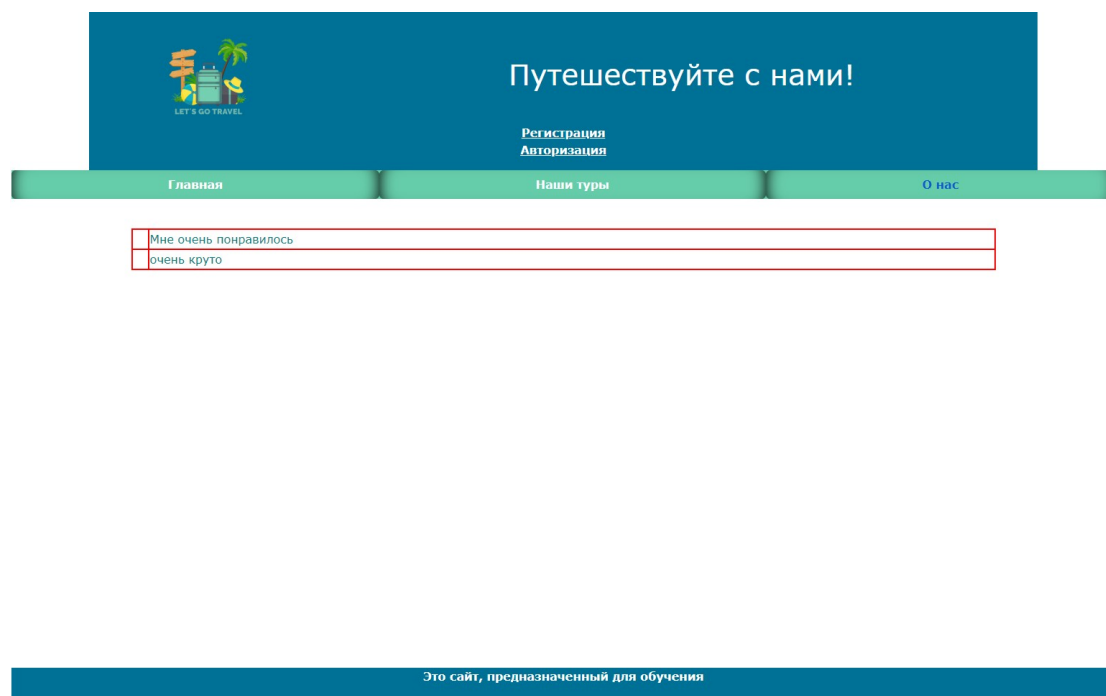 LET'S GO TRAVEL
Путешествуйте с нами!
Регистрация
Авторизация
Главная
Наши туры
О нас
Мне очень понравилось
очень круто
Это сайт, предназначенный для обучения